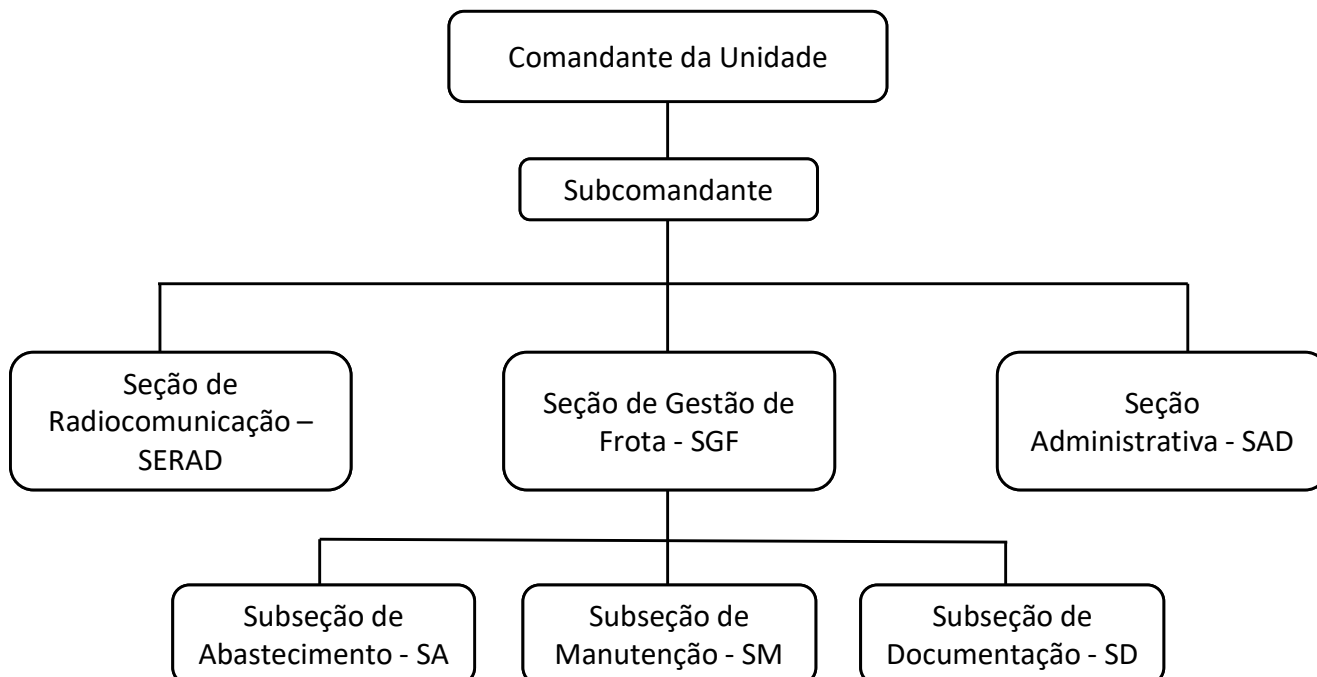 Comandante da Unidade
Subcomandante
Seção de
Radiocomunicação –
SERAD
Seção de Gestão de
Frota - SGF
Seção
Administrativa - SAD
Subseção de
Abastecimento - SA
Subseção de
Manutenção - SM
Subseção de
Documentação - SD